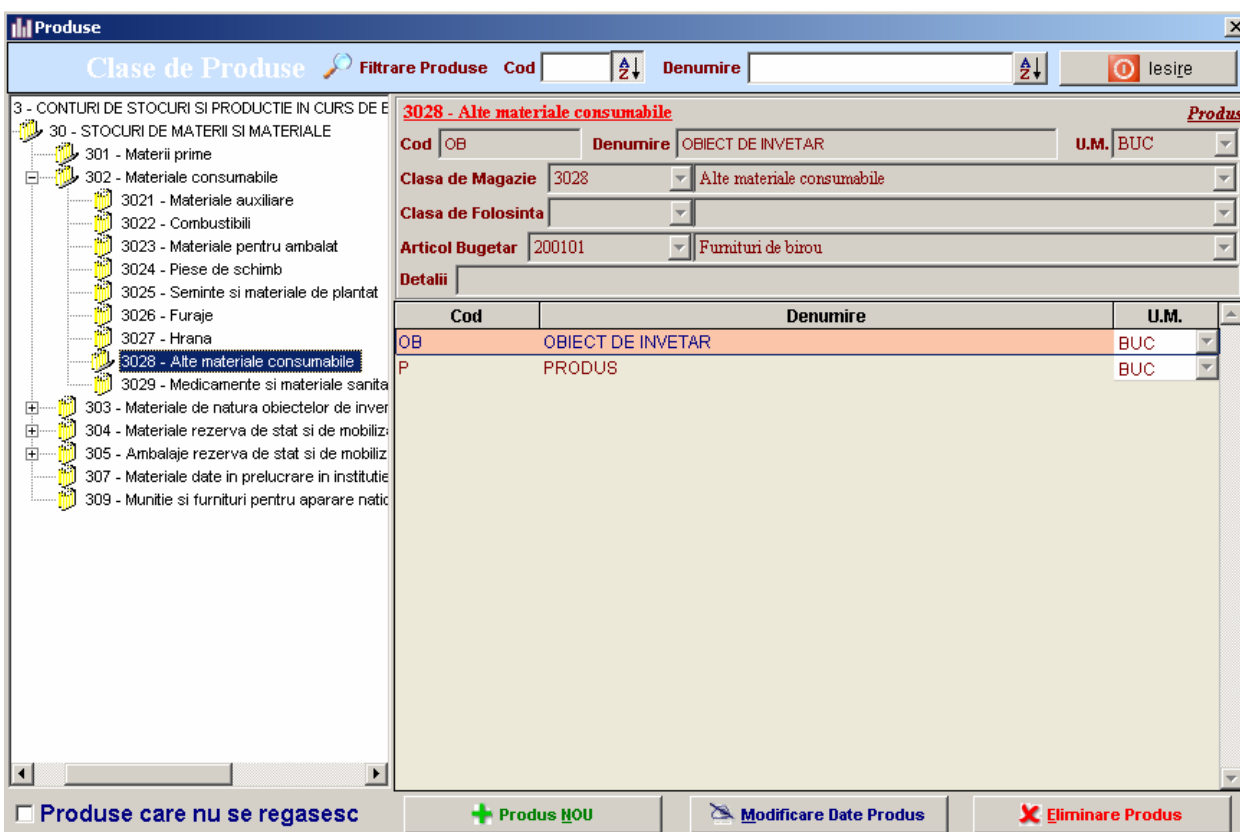 Produse
Clase de Produse Filtrare Produse Cod Denumire Iesire
3 - CONTURI DE STOCURI SI PRODUCTIE IN CURS DE E
30 - STOCURI DE MATERII SI MATERIALE
301 - Materii prime
302 - Materiale consumabile
3021 - Materiale auxiliare
3022 - Combustibili
3023 - Materiale pentru ambalat
3024 - Piese de schimb
3025 - Seminte si materiale de plantat
3026 - Furaje
3027 - Hrana
3028 - Alte materiale consumabile
3029 - Medicamente si materiale sanita
303 - Materiale de natura obiectelor de inver
304 - Materiale rezerva de stat si de mobiliza
305 - Ambalaje rezerva de stat si de mobiliz
307 - Materiale date in prelucrare in institutie
309 - Munitie si furnituri pentru aparare natio
3028 - Alte materiale consumabile Produs
Cod OB Denumire OBIECT DE INVETAR U.M. BUC
Clasa de Magazie 3028 Alte materiale consumabile
Clasa de Folosinta
Articol Bugetar 200101 Furnituri de birou
Detalii
Cod Denumire U.M.
OB OBIECT DE INVETAR BUC
P PRODUS BUC
Produse care nu se regasesc Produs NOU Modificare Date Produs Eliminare Produs